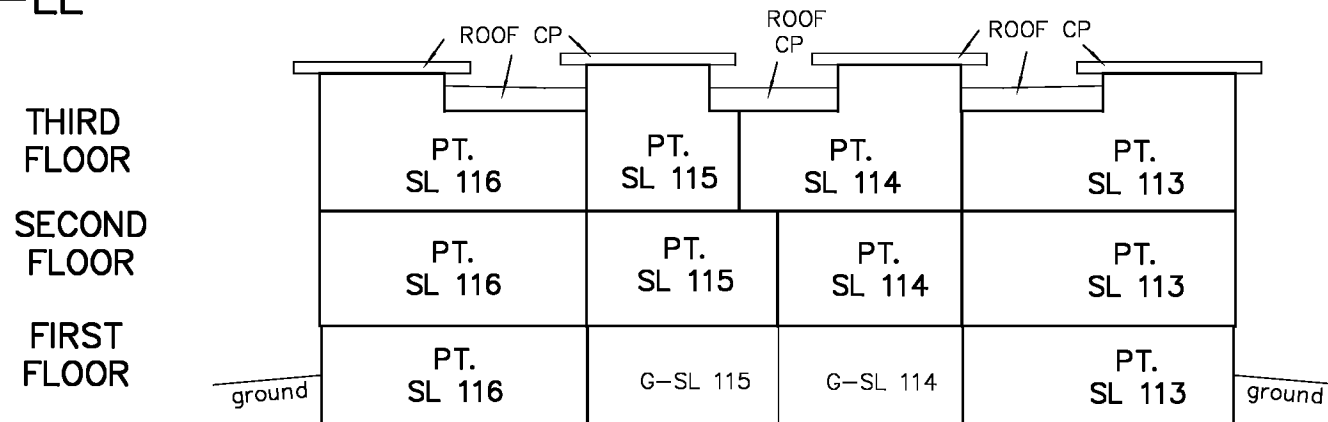 -LL
ROOF CP
ROOF
CP
ROOF CP
THIRD
FLOOR
PT.
SL 116
PT.
SL 115
PT.
SL 114
PT.
SL 113
SECOND
FLOOR
PT.
SL 116
PT.
SL 115
PT.
SL 114
PT.
SL 113
FIRST
FLOOR
ground
PT.
SL 116
G-SL 115
G-SL 114
PT.
SL 113
ground